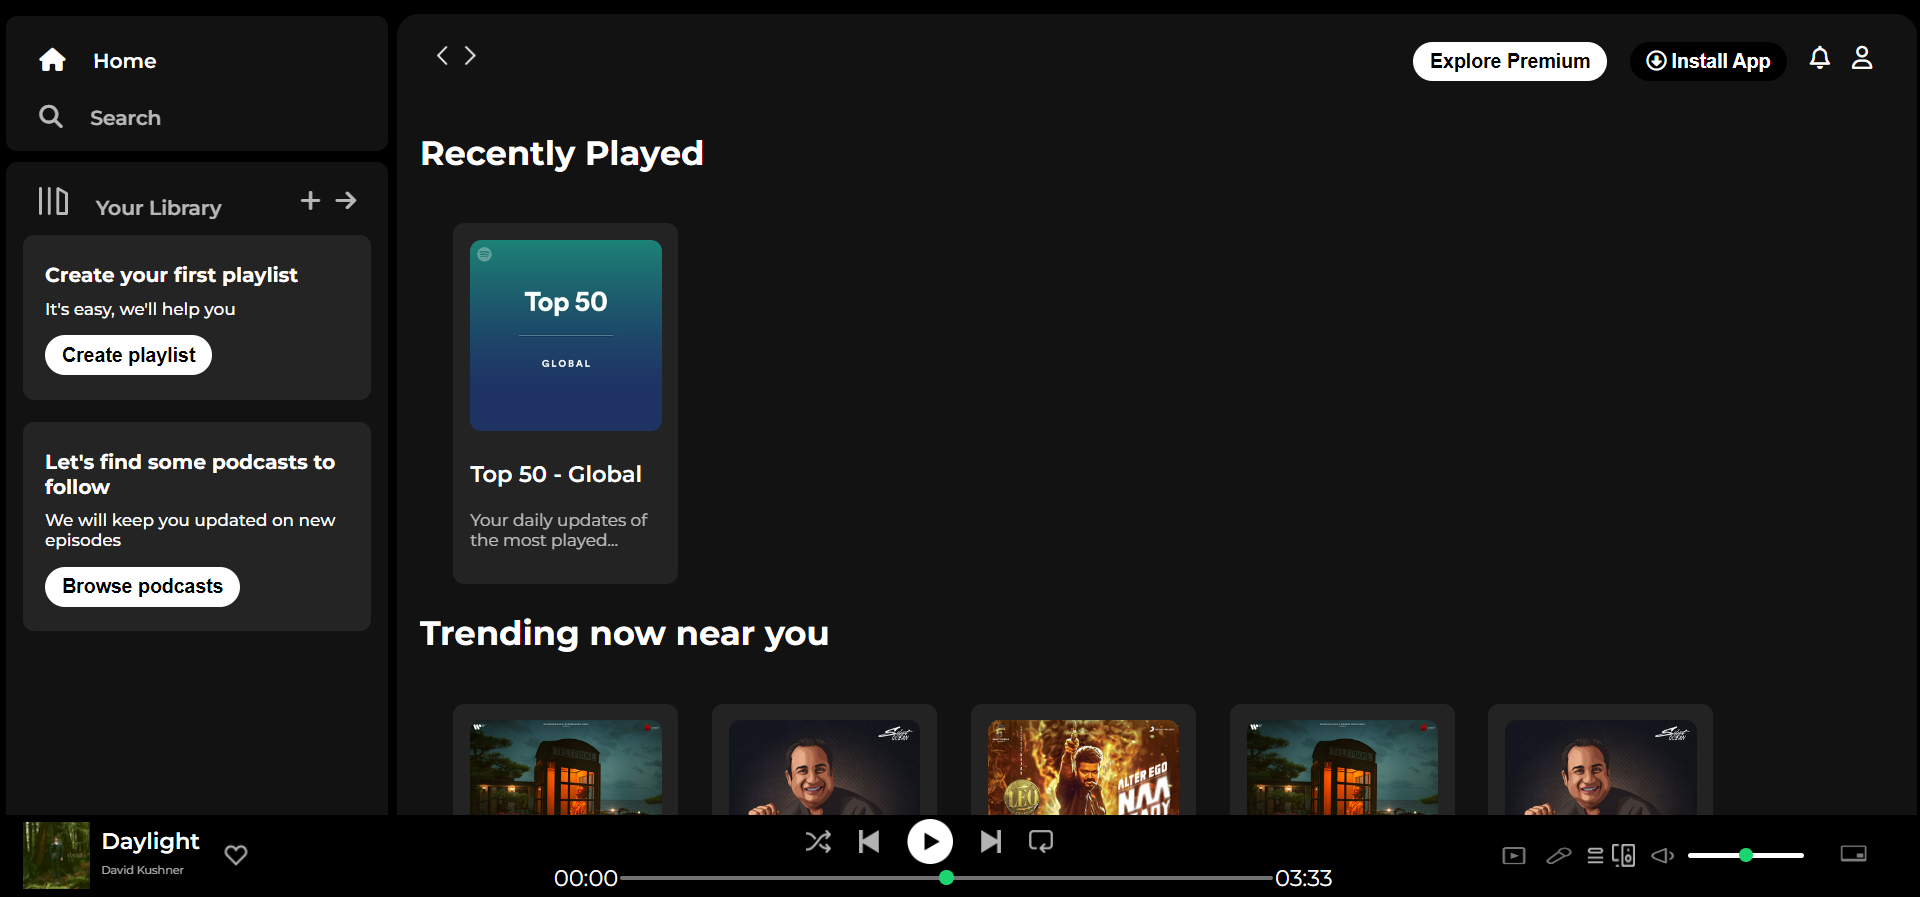 Home
Search
Your Library
Create your first playlist
It's easy, we'll help you
Create playlist
Let's find some podcasts to
follow
We will keep you updated on new
episodes
Browse podcasts
Explore Premium
Install App
Recently Played
Top 50
GLOBAL
Top 50 - Global
Your daily updates of
the most played...
Trending now near you
ALTER EGO
NAA
LEO
Daylight
David Kushner
00:00
03:33